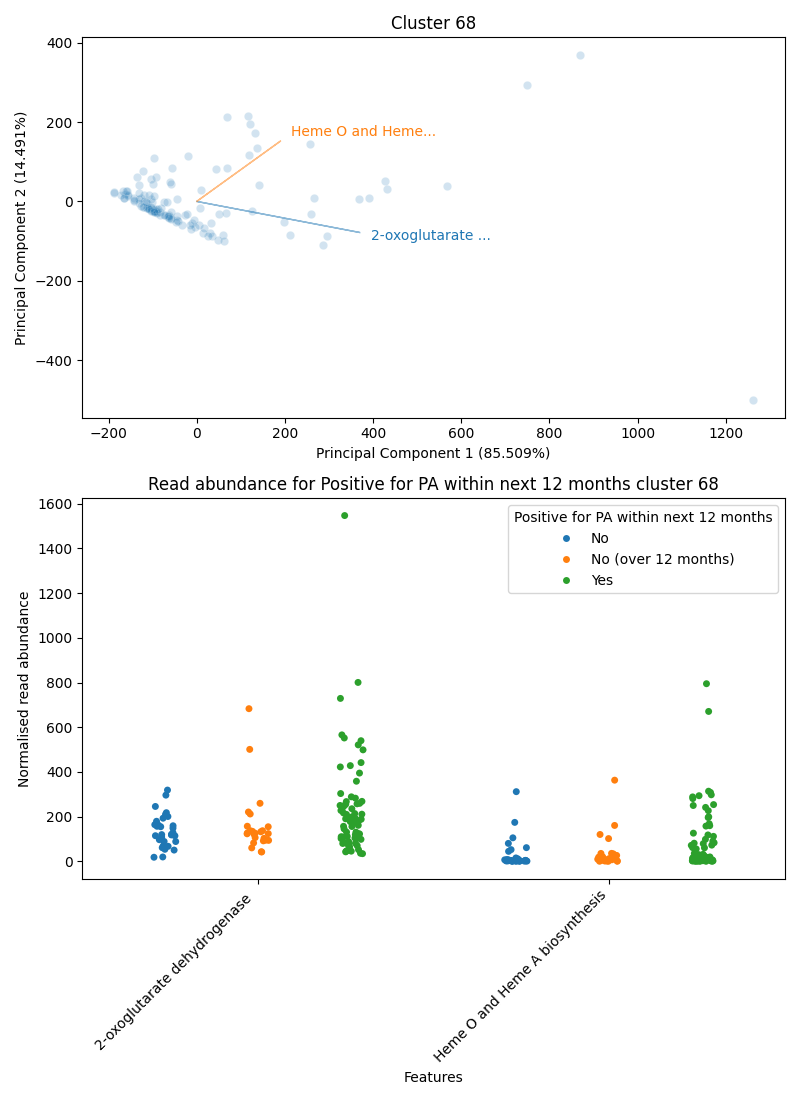 Cluster 68
400
200
0
−200
−400
Principal Component 2 (14.491%)
Heme O and Heme...
2-oxoglutarate ...
−200 0 200 400 600 800 1000 1200
Principal Component 1 (85.509%)
Read abundance for Positive for PA within next 12 months cluster 68
1600
1400
1200
1000
800
600
400
200
0
Normalised read abundance
Positive for PA within next 12 months
No
No (over 12 months)
Yes
2-oxoglutarate dehydrogenase
Heme O and Heme A biosynthesis
Features